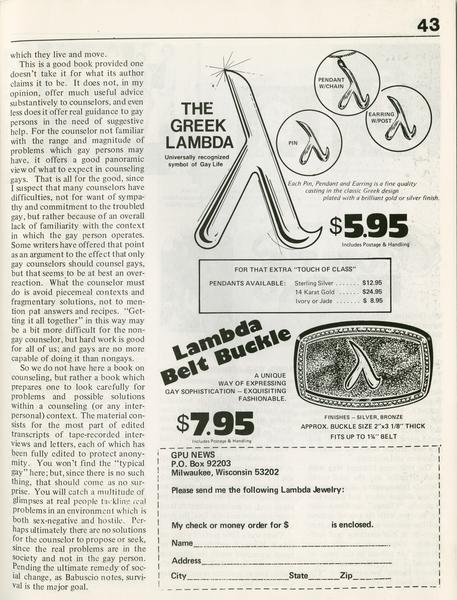 43
which they live and move.
This is a good book provided one
doesn't take it for what its author
claims it to be. It does not, in my
opinion, offer much useful advice
substantively to counselors, and even
less does it offer real guidance to gay
persons in the need of suggestive
help. For the counselor not familiar
with the range and magnitude of
problems which gay persons may
have, it offers a good panoramic
view of what to expect in counseling
gays. That is all for the good, since
I suspect that many counselors have
difficulties, not for want of sympa-
thy and commitment to the troubled
gay, but rather because of an overall
lack of familiarity with the context
in which the gay person operates.
Some writers have offered that point
as an argument to the effect that only
gay counselors should counsel gays,
but that seems to be at best an over-
reaction. What the counselor must
do is avoid piecemeal contexts and
fragmentary solutions, not to men-
tion pat answers and recipes. "Get-
ting it all together" in this way may
be a bit more difficult for the non-
gay counselor, but hard work is good
for all of us; and gays are no more
capable of doing it than nongays.
So we do not have here a book on
counseling, but rather a book which
prepares one to look carefully for
problems and possible solutions
within a counseling (or any inter-
personal) context. The material con-
sists for the most part of edited
transcripts of tape-recorded inter-
views and letters, each of which has
been fully edited to protect anony-
mity. You won't find the "typical
gay" here; but, since there is no such
thing, that should come as no sur-
prise. You will catch a multitude of
glimpses at real people tackling real
problems in an environment which is
both sex-negative and hostile. Per-
haps ultimately there are no solutions
for the counselor to propose or seek,
since the real problems are in the
society and not in the gay person.
Pending the ultimate remedy of soc-
ial change, as Babuscio notes, survi-
val is the major goal.
THE
GREEK
LAMBDA
Universally recognized
symbol of Gay Life
PENDANT
W/CHAIN
EARRING
W/POST
PIN
Each Pin, Pendant and Earring is a fine quality
casting in the classic Greek design
plated with a brilliant gold or silver finish.
$5.95
Includes Postage & Handling
FOR THAT EXTRA "TOUCH OF CLASS"
PENDANTS AVAILABLE: Sterling Silver . . . . . . . $12.95
14 Karat Gold . . . . . . $24.95
Ivory or Jade . . . . . . . $ 8.95
Lambda
Belt Buckle
A UNIQUE
WAY OF EXPRESSING
GAY SOPHISTICATION – EXQUISITING
FASHIONABLE.
$7.95
Includes Postage & Handling
FINISHES – SILVER, BRONZE
APPROX. BUCKLE SIZE 2"x3 1/8" THICK
FITS UP TO 1¾" BELT
GPU NEWS
P.O. Box 92203
Milwaukee, Wisconsin 53202
Please send me the following Lambda Jewelry:
My check or money order for $ is enclosed.
Name
Address
City State Zip